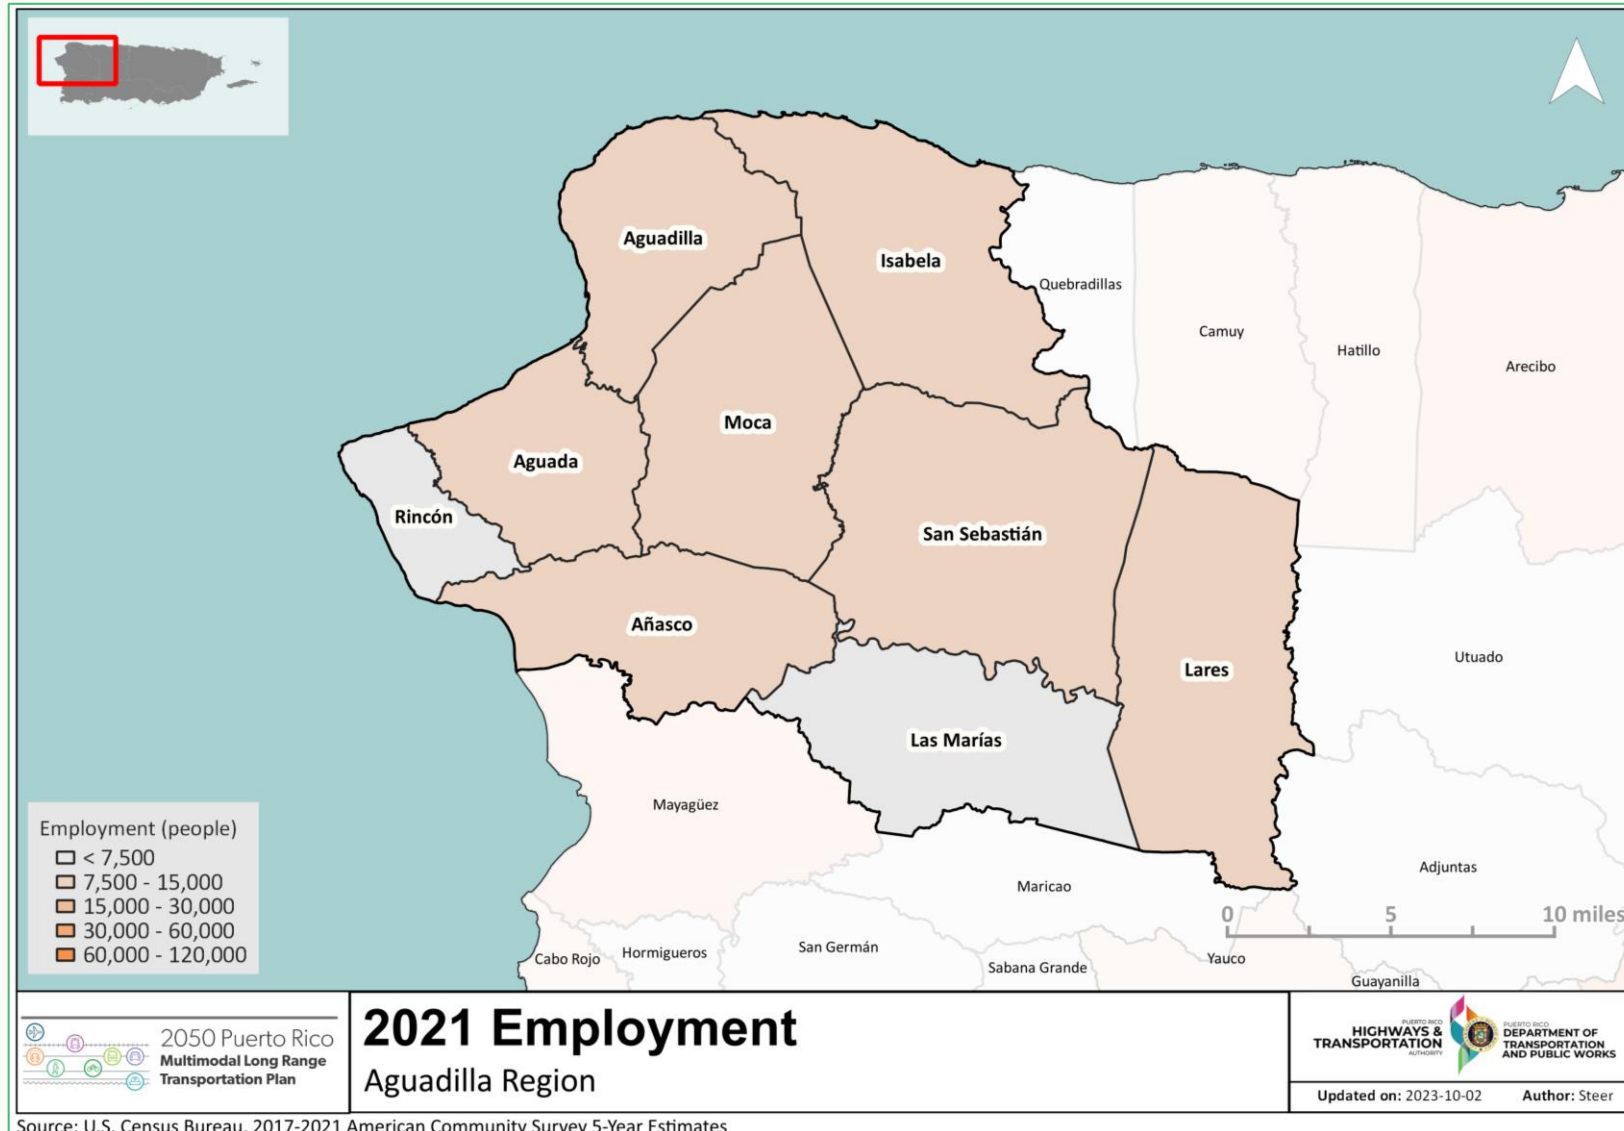 Aguadilla
Isabela
Quebradillas
Camuy
Hatillo
Arecibo
Moca
Aguada
Rincón
San Sebastián
Añasco
Lares
Utuado
Las Marías
Mayagüez
Adjuntas
Maricao
Cabo Rojo
Hormigueros
San Germán
Sabana Grande
Yauco
Guayanilla
0 5 10 miles
Employment (people)
< 7,500
7,500 - 15,000
15,000 - 30,000
30,000 - 60,000
60,000 - 120,000
2050 Puerto Rico
Multimodal Long Range
Transportation Plan
2021 Employment
Aguadilla Region
PUERTO RICO
HIGHWAYS &
TRANSPORTATION
AUTHORITY
PUERTO RICO
DEPARTMENT OF
TRANSPORTATION
AND PUBLIC WORKS
Updated on: 2023-10-02 Author: Steer
Source: U.S. Census Bureau, 2017-2021 American Community Survey 5-Year Estimates